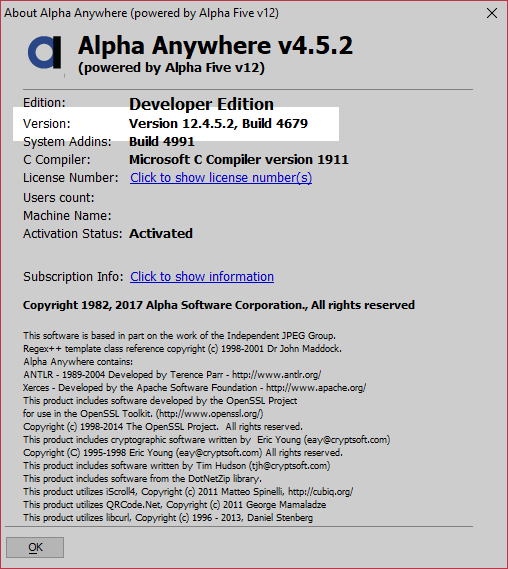 About Alpha Anywhere (powered by Alpha Five v12)
Alpha Anywhere v4.5.2
(powered by Alpha Five v12)
Edition: Developer Edition
Version: Version 12.4.5.2, Build 4679
System Addins: Build 4991
C Compiler: Microsoft C Compiler version 1911
License Number: Click to show license number(s)
Users count:
Machine Name:
Activation Status: Activated
Subscription Info: Click to show information
Copyright 1982, 2017 Alpha Software Corporation., All rights reserved
This software is based in part on the work of the Independent JPEG Group.
Regex++ template class reference copyright (c) 1998-2001 Dr John Maddock.
Alpha Anywhere contains:
ANTLR - 1989-2004 Developed by Terence Parr - http://www.antlr.org/
Xerces - Developed by the Apache Software Foundation - http://www.apache.org/
This product includes software developed by the OpenSSL Project
for use in the OpenSSL Toolkit. (http://www.openssl.org/)
Copyright (c) 1998-2014 The OpenSSL Project.  All rights reserved.
This product includes cryptographic software written by  Eric Young (eay@cryptsoft.com)
Copyright (C) 1995-1998 Eric Young (eay@cryptsoft.com) All rights reserved.
This product includes software written by Tim Hudson (tjh@cryptsoft.com)
This product includes software from the DotNetZip library.
This product utilizes iScroll4, Copyright (c) 2011 Matteo Spinelli, http://cubiq.org/
This product utilizes QRCode.Net, Copyright (c) 2011 George Mamaladze
This product utilizes libcurl, Copyright (c) 1996 - 2013, Daniel Stenberg
OK